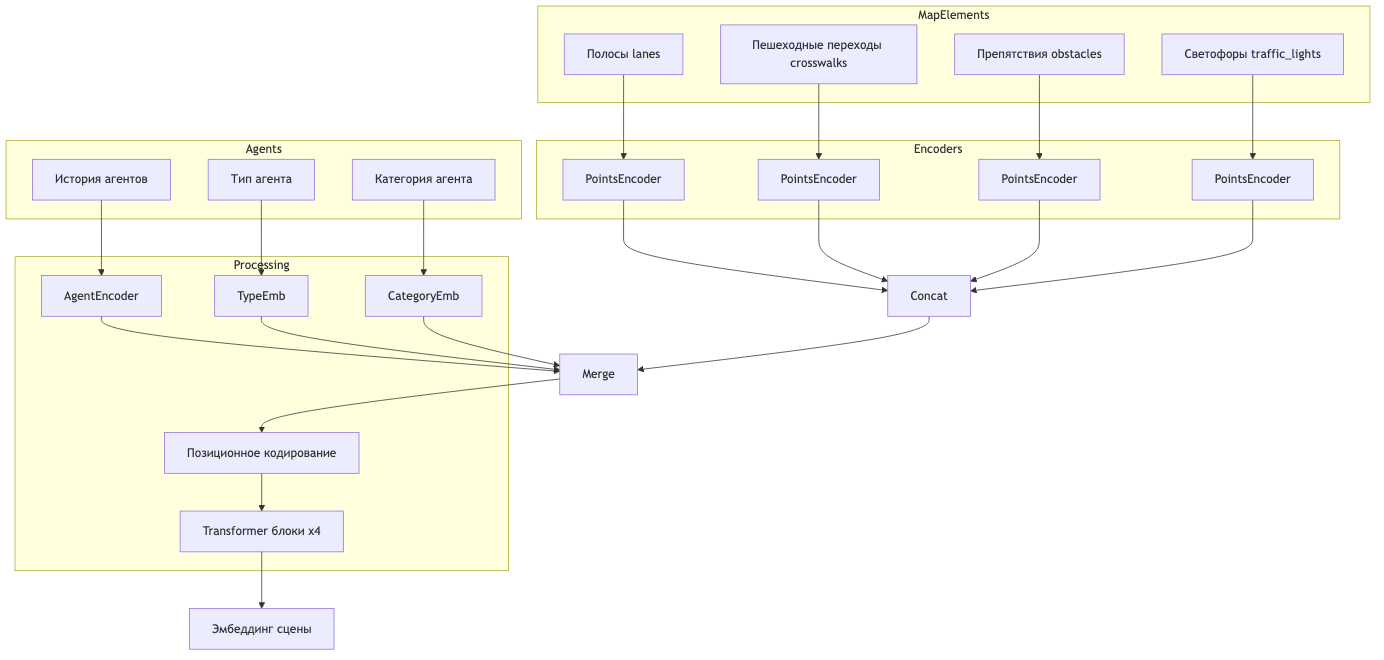 MapElements
Полосы lanes
Пешеходные переходы
crosswalks
Препятствия obstacles
Светофоры traffic_lights
Agents
История агентов
Тип агента
Категория агента
Encoders
PointsEncoder
PointsEncoder
PointsEncoder
PointsEncoder
Processing
AgentEncoder
TypeEmb
CategoryEmb
Concat
Merge
Позиционное кодирование
Transformer блоки x4
Эмбеддинг сцены